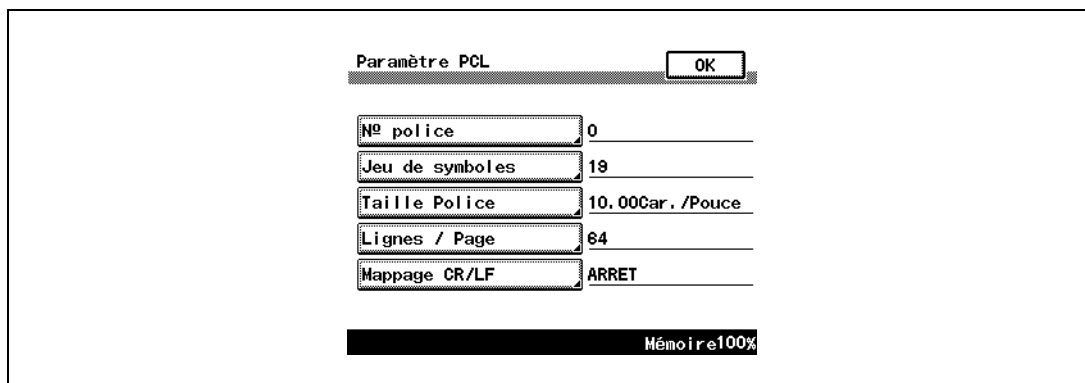 Paramètre PCL OK
Nº police 0
Jeu de symboles 19
Taille Police 10.00Car./Pouce
Lignes / Page 64
Mappage CR/LF ARRET
Mémoire100%